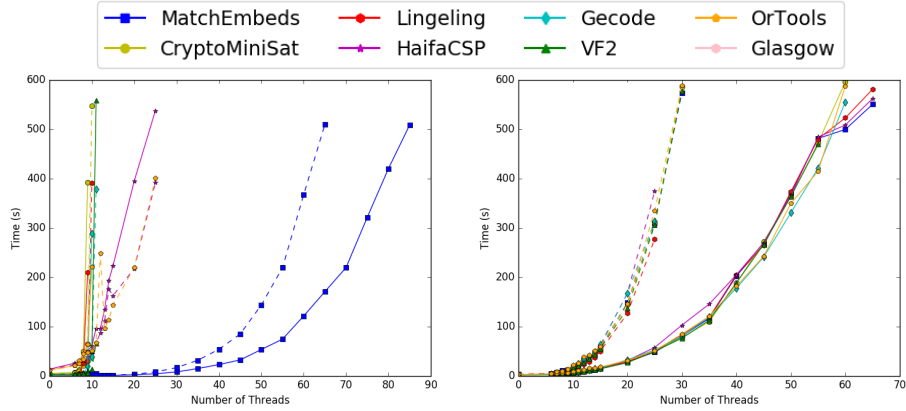 MatchEmbeds Lingeling Gecode OrTools
CryptoMiniSat HaifaCSP VF2 Glasgow
600 600
500 500
400 400
Time (s) Time (s)
300 300
200 200
100 100
0 0
0 10 20 30 40 50 60 70 80 90 0 10 20 30 40 50 60 70
Number of Threads Number of Threads